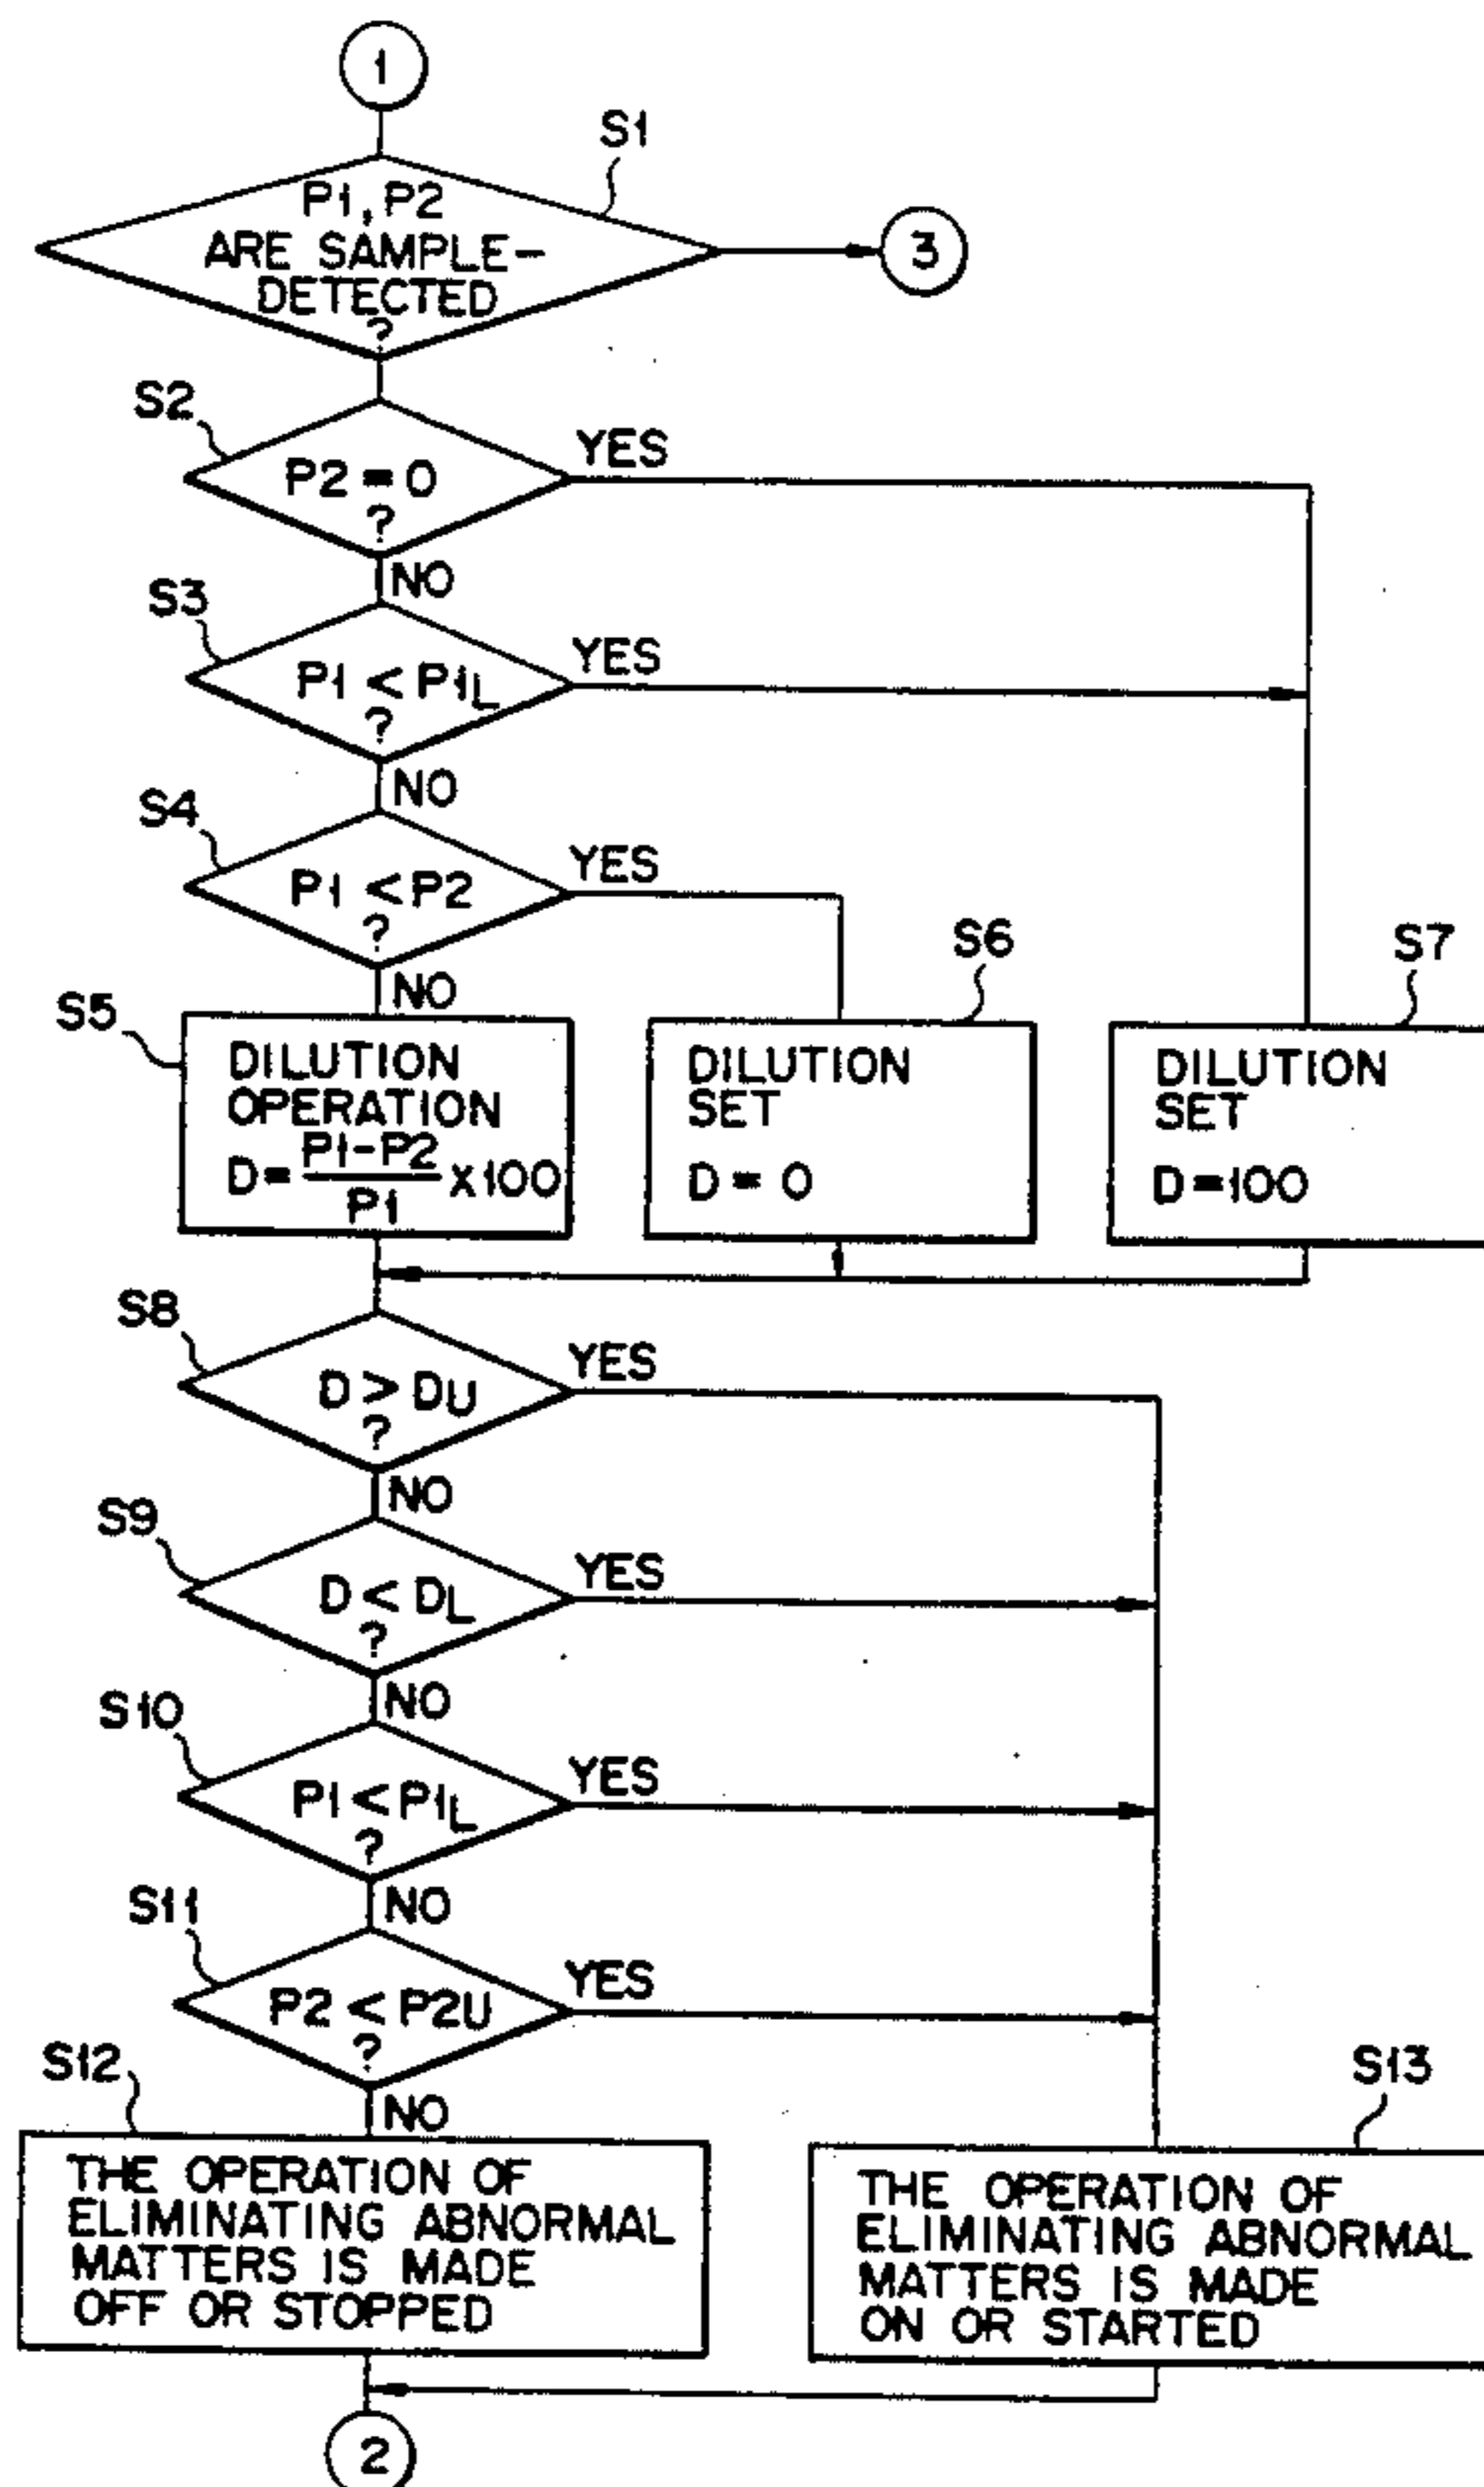 1
S1
P1, P2
ARE SAMPLE-
DETECTED
?
3
S2
P2 = 0
?
YES
NO
S3
P1 < P1L
?
YES
NO
S4
P1 < P2
?
YES
NO
S5
DILUTION
OPERATION
D = P1-P2
P1
x100
S6
DILUTION
SET
D = 0
S7
DILUTION
SET
D = 100
S8
D > DU
?
YES
NO
S9
D < DL
?
YES
NO
S10
P1 < P1L
?
YES
NO
S11
P2 < P2U
?
YES
NO
S12
THE OPERATION OF
ELIMINATING ABNORMAL
MATTERS IS MADE
OFF OR STOPPED
S13
THE OPERATION OF
ELIMINATING ABNORMAL
MATTERS IS MADE
ON OR STARTED
2